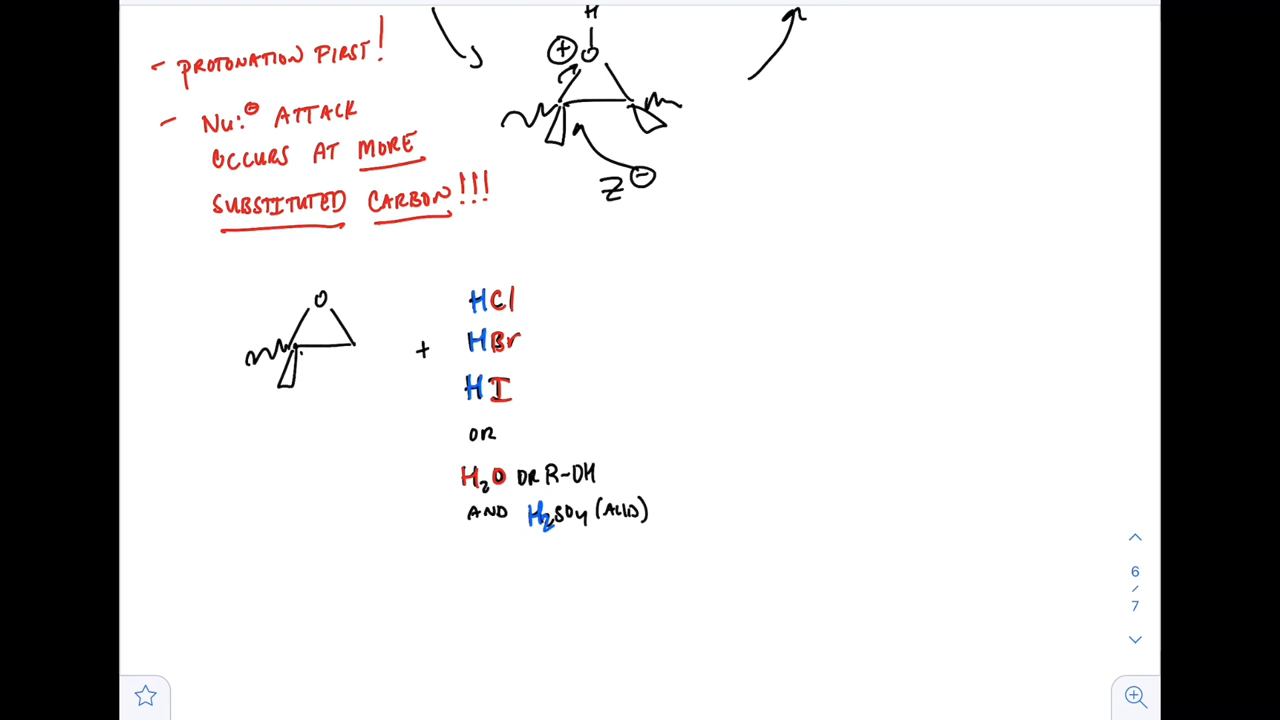 H
⊕ O
- PROTONATION FIRST!
- Nu:⊖ ATTACK
OCCURS AT MORE
SUBSTITUTED CARBON!!!
Z⊖
O
+
HCl
HBr
HI
OR
H₂O OR R-OH
AND H₂SO₄ (ACID)
6
/
7